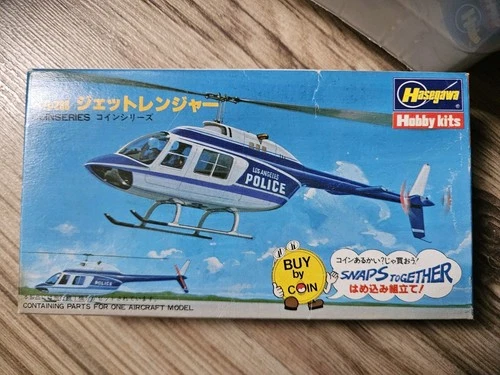 ジェットレンジャー
COINSERIES コインシリーズ
Hasegawa
Hobby kits
LOS ANGELES
POLICE
BUY
by
COIN
コインあるかい?じゃ買おう!
SNAPS TOGETHER
はめ込み組立て!
CONTAINING PARTS FOR ONE AIRCRAFT MODEL.